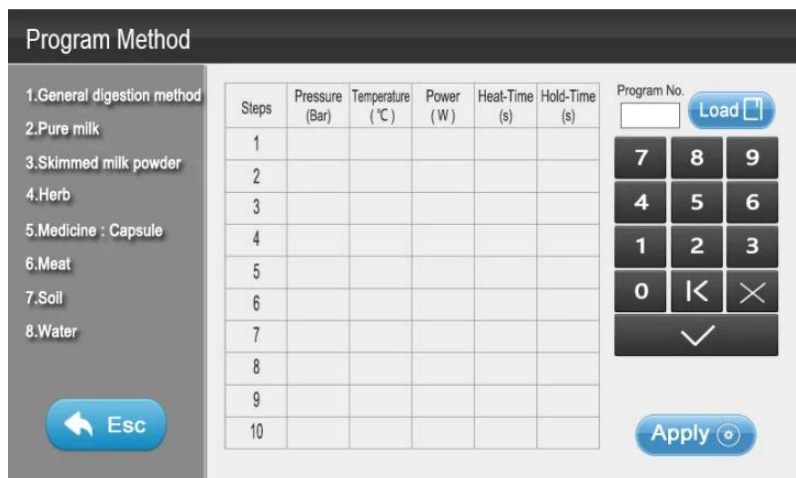 Program Method
1.General digestion method
2.Pure milk
3.Skimmed milk powder
4.Herb
5.Medicine : Capsule
6.Meat
7.Soil
8.Water
Esc
Steps Pressure (Bar) Temperature (℃) Power (W) Heat-Time (s) Hold-Time (s)
1
2
3
4
5
6
7
8
9
10
Program No.
Load
7 8 9
4 5 6
1 2 3
0
Apply